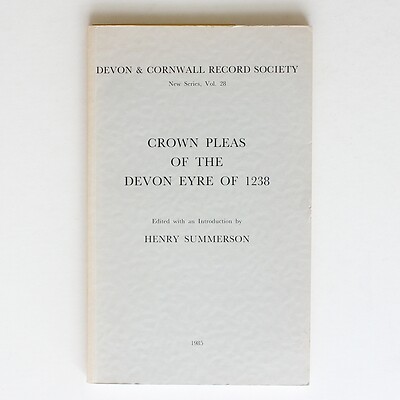 DEVON & CORNWALL RECORD SOCIETY
New Series, Vol. 28
CROWN PLEAS
OF THE
DEVON EYRE OF 1238
Edited with an Introduction by
HENRY SUMMERSON
1985